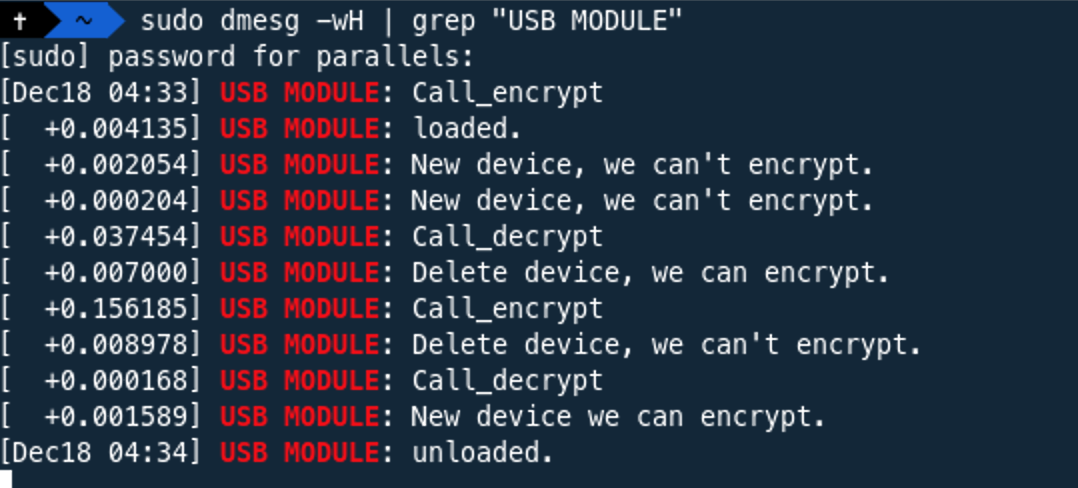 † ~ sudo dmesg -wH | grep "USB MODULE"
[sudo] password for parallels:
[Dec18 04:33] USB MODULE: Call_encrypt
[  +0.004135] USB MODULE: loaded.
[  +0.002054] USB MODULE: New device, we can't encrypt.
[  +0.000204] USB MODULE: New device, we can't encrypt.
[  +0.037454] USB MODULE: Call_decrypt
[  +0.007000] USB MODULE: Delete device, we can encrypt.
[  +0.156185] USB MODULE: Call_encrypt
[  +0.008978] USB MODULE: Delete device, we can't encrypt.
[  +0.000168] USB MODULE: Call_decrypt
[  +0.001589] USB MODULE: New device we can encrypt.
[Dec18 04:34] USB MODULE: unloaded.